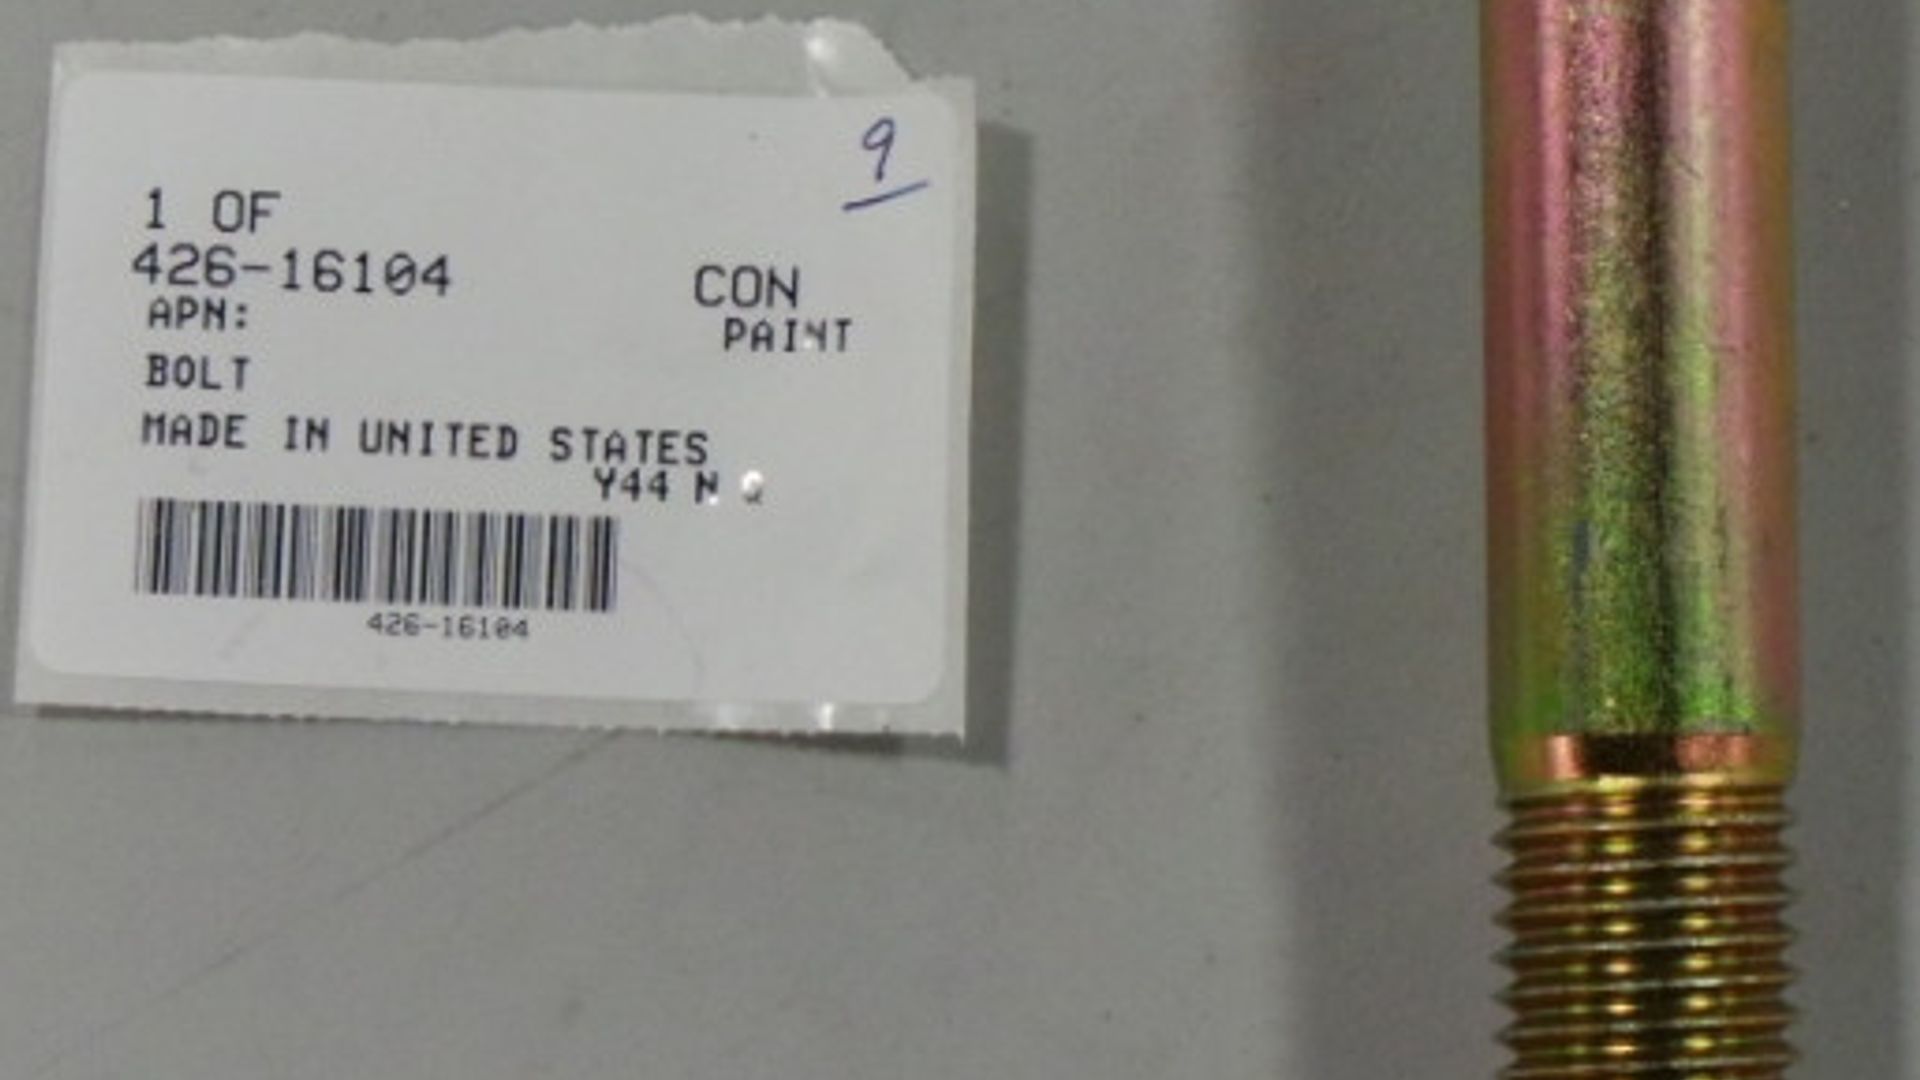 9
1 OF
426-16104
CON
APN:
PAINT
BOLT
MADE IN UNITED STATES
Y44 N Q
426-16104